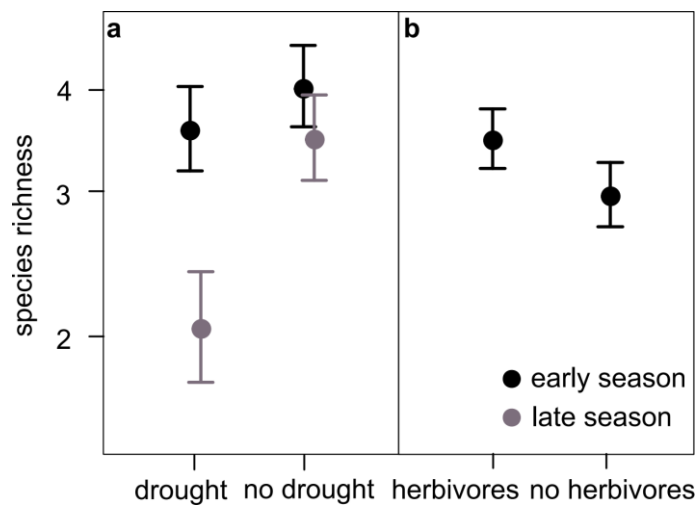 a
b
4
3
2
species richness
early season
late season
drought no drought herbivores no herbivores